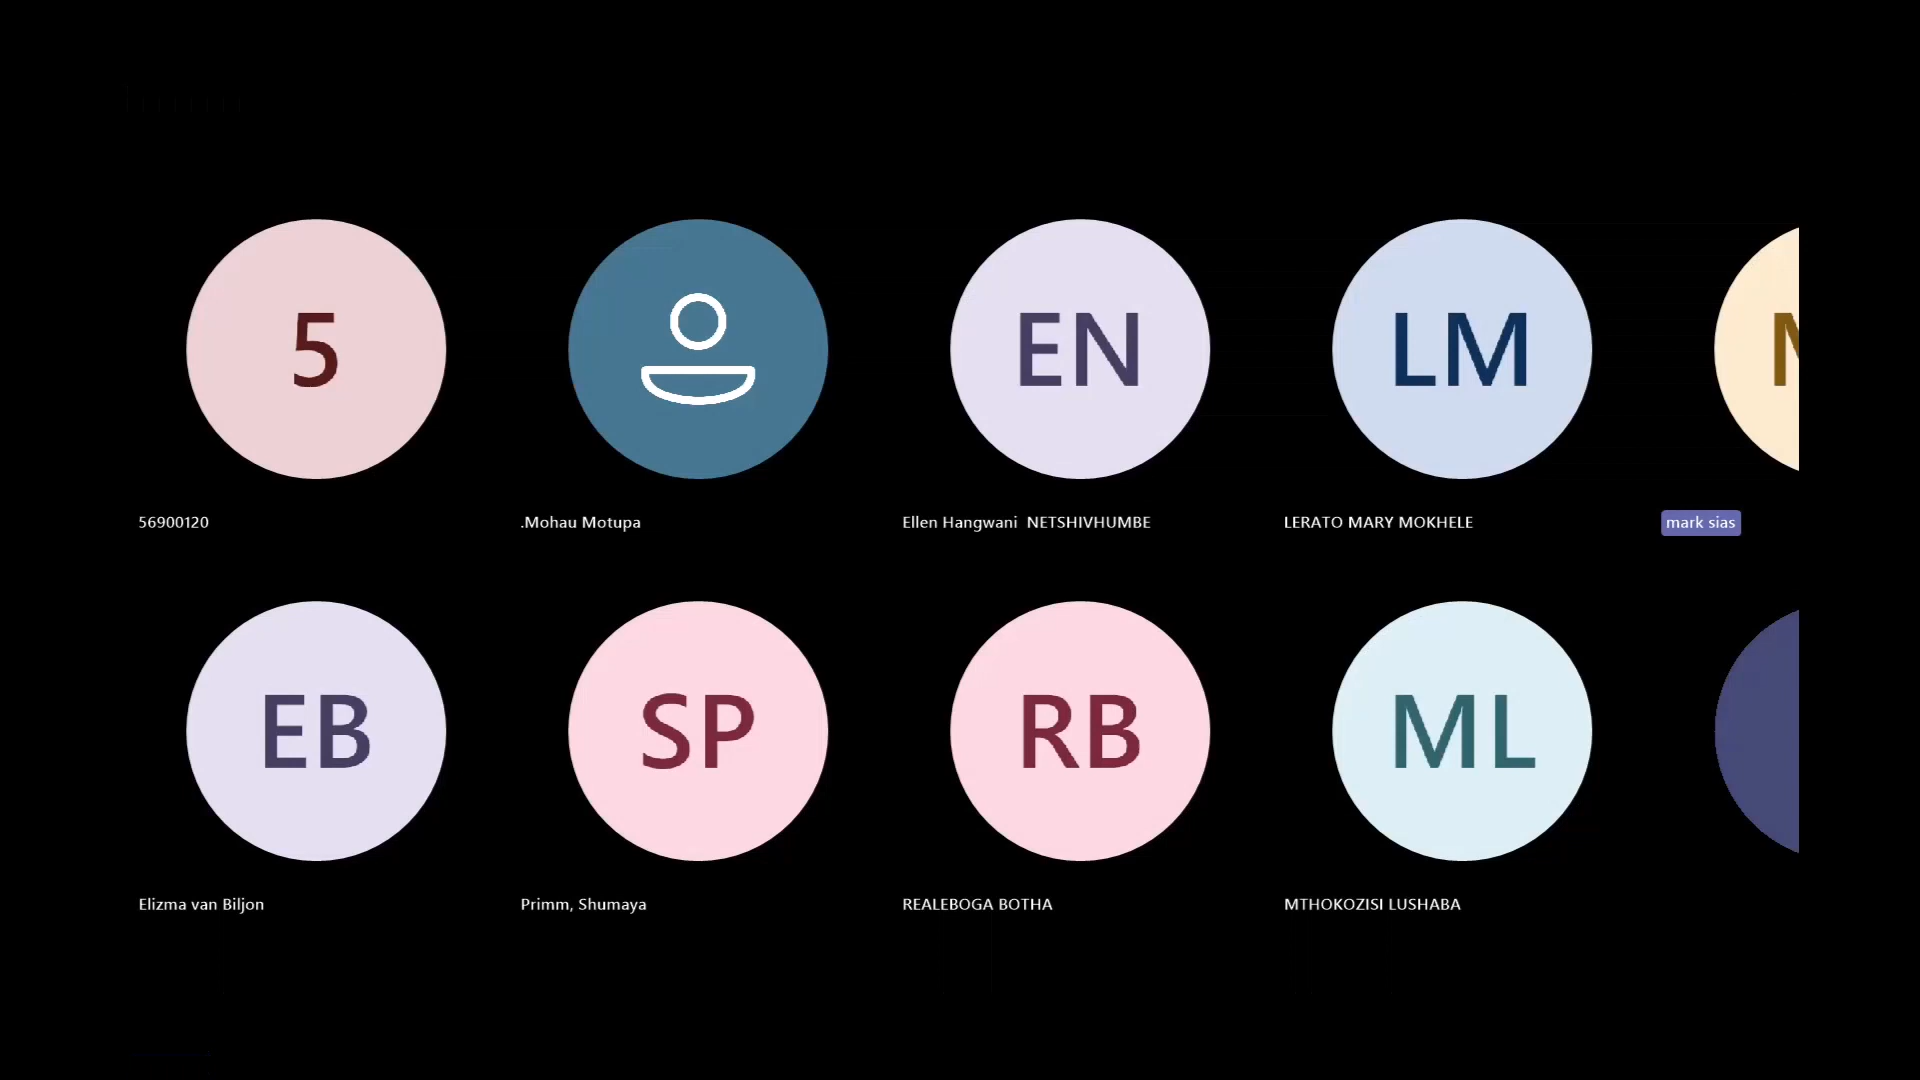 5
EN
LM
56900120
.Mohau Motupa
Ellen Hangwani  NETSHIVHUMBE
LERATO MARY MOKHELE
mark sias
EB
SP
RB
ML
Elizma van Biljon
Primm, Shumaya
REALEBOGA BOTHA
MTHOKOZISI LUSHABA